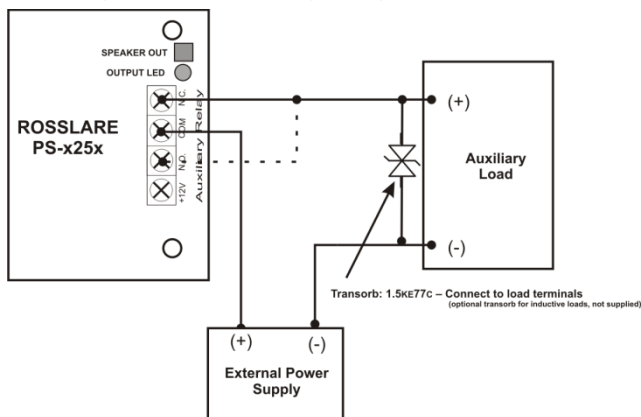 SPEAKER OUT
OUTPUT LED
ROSSLARE
PS-x25x
N.C.
COM
N.O.
+12V
Auxiliary Relay
(+)
Auxiliary
Load
(-)
Transorb: 1.5KE77C – Connect to load terminals
(optional transorb for inductive loads, not supplied)
(+)
(-)
External Power
Supply